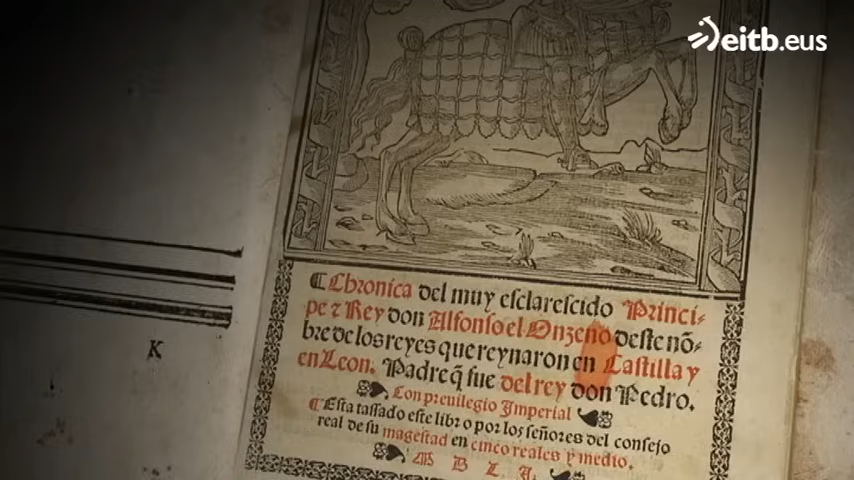 eitb.eus
K
Chronica del muy esclarescido Princi-
pe ⁊ Rey don Alfonso el Onzeno deste nõ-
bre de los reyes que reynaron en Castilla y
en Leon. Padre q̃ fue del rey don Pedro.
Con preuilegio Imperial
Esta tassado este libro por los señores del consejo
real de su magestad en cinco reales y medio.
M D L I.